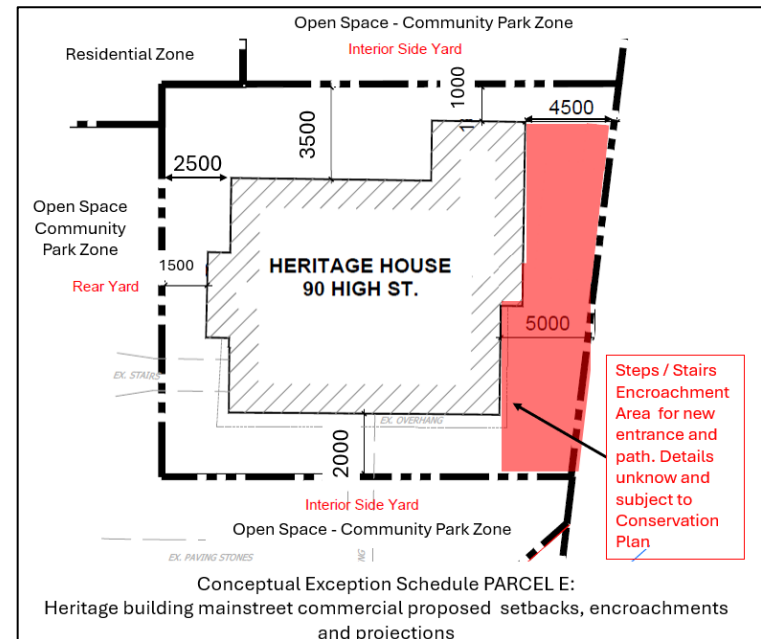 Open Space - Community Park Zone
Residential Zone
Interior Side Yard
1000
4500
3500
2500
Open Space
Community
Park Zone
1500
HERITAGE HOUSE
90 HIGH ST.
Rear Yard
5000
EX. STAIRS
Steps / Stairs
Encroachment
Area for new
entrance and
path. Details
unknow and
subject to
Conservation
Plan
EX. OVERHANG
2000
Interior Side Yard
Open Space - Community Park Zone
EX. PAVING STONES
NG
Conceptual Exception Schedule PARCEL E:
Heritage building mainstreet commercial proposed setbacks, encroachments
and projections